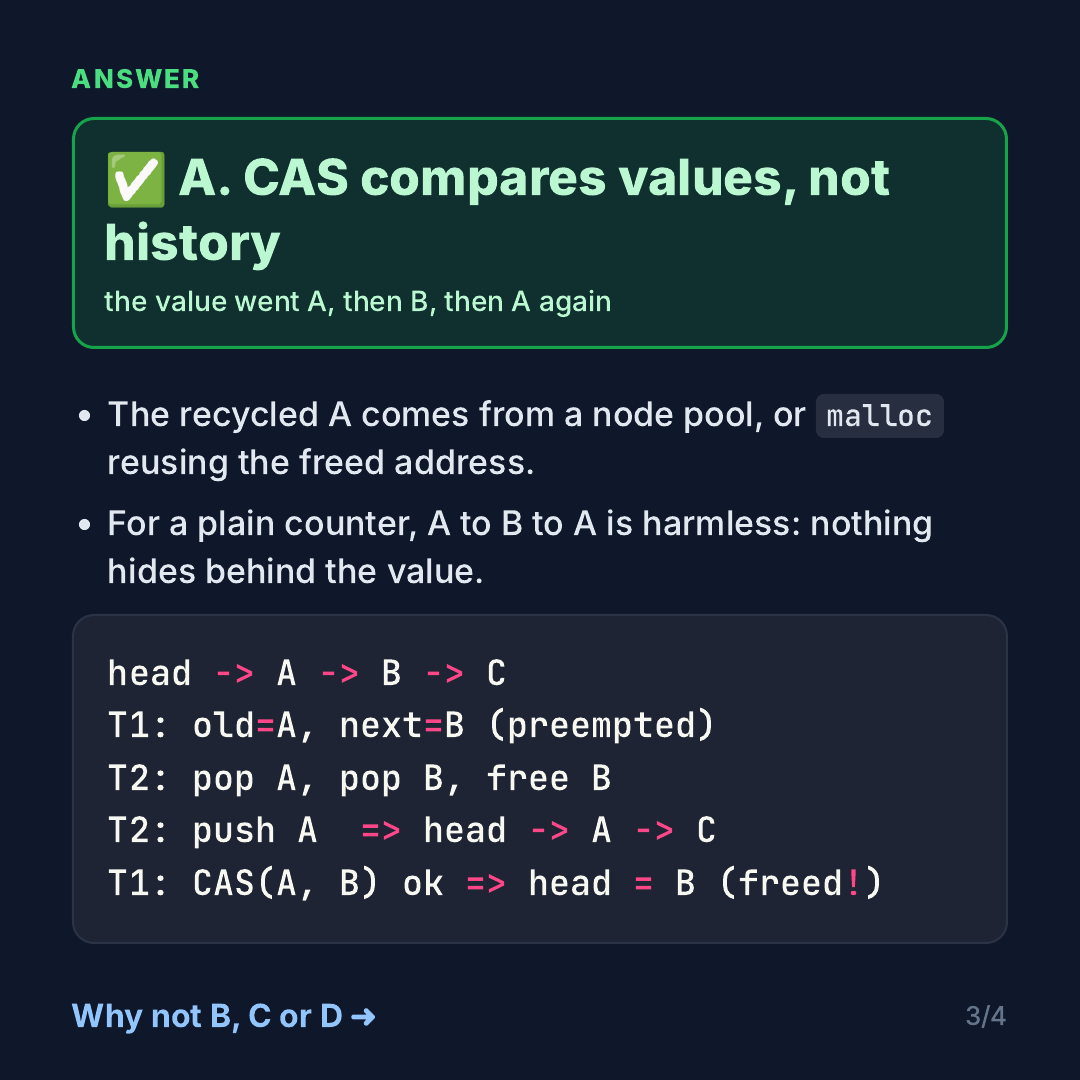 ANSWER
✅ A. CAS compares values, not
history
the value went A, then B, then A again
• The recycled A comes from a node pool, or malloc
reusing the freed address.
• For a plain counter, A to B to A is harmless: nothing
hides behind the value.
head -> A -> B -> C
T1: old=A, next=B (preempted)
T2: pop A, pop B, free B
T2: push A  => head -> A -> C
T1: CAS(A, B) ok => head = B (freed!)
Why not B, C or D ➜
3/4